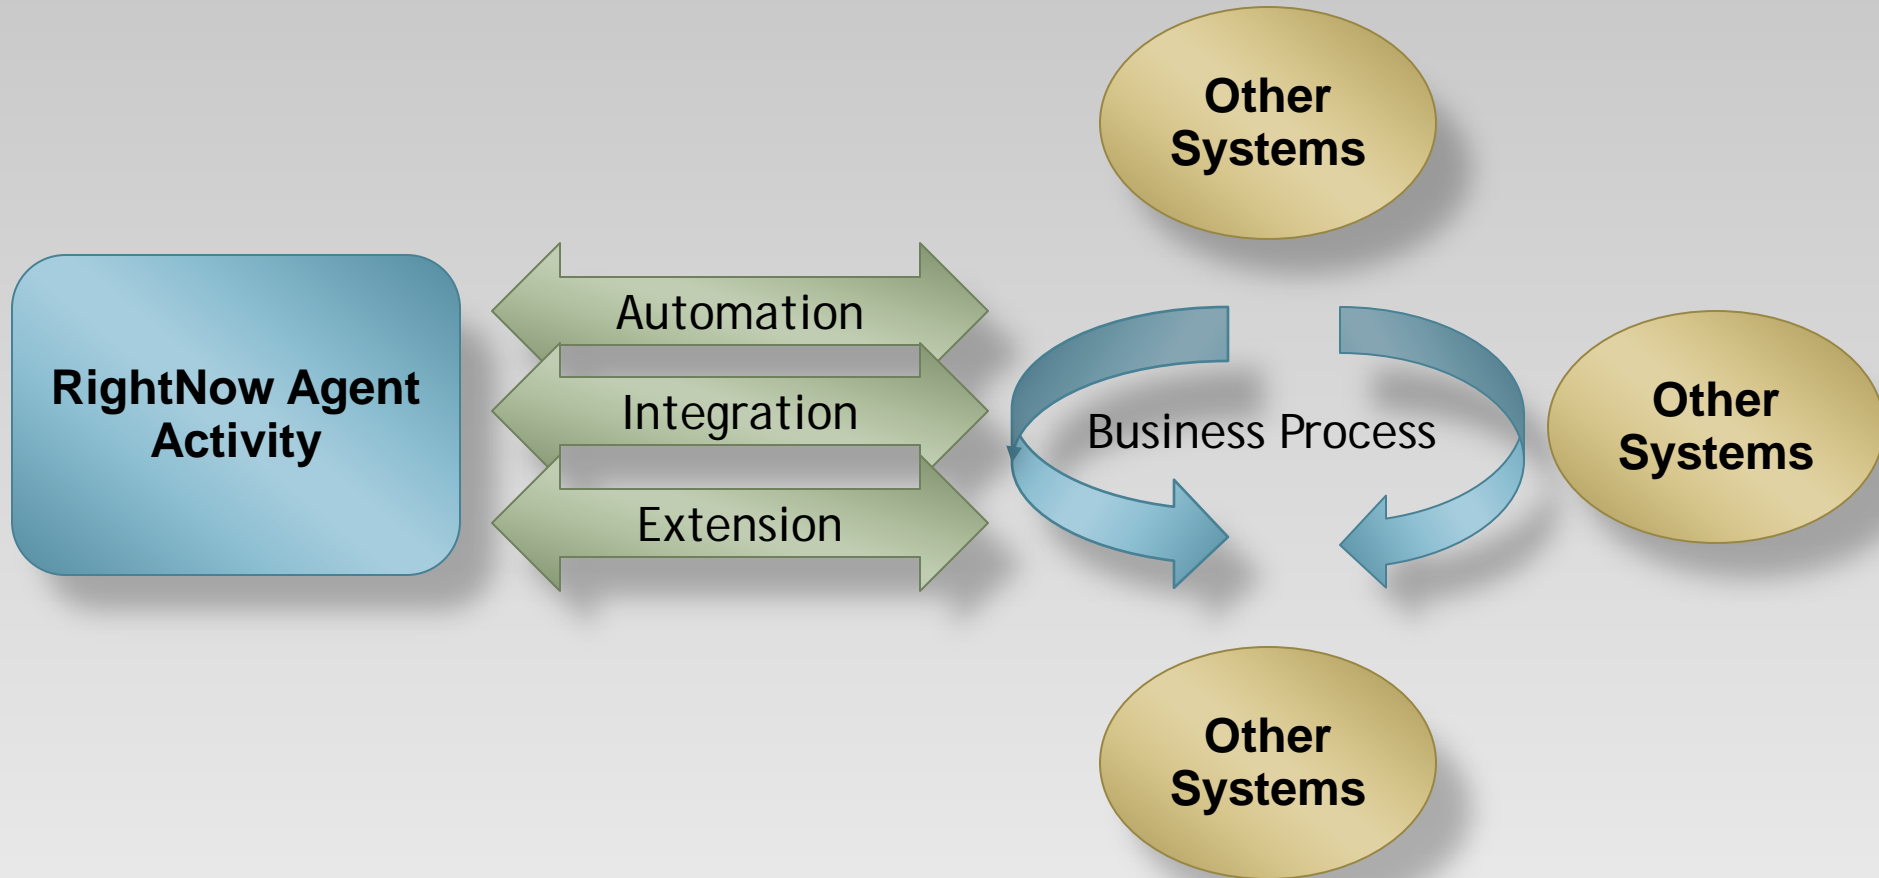 Other
Systems
RightNow Agent
Activity
Automation
Integration
Extension
Business Process
Other
Systems
Other
Systems